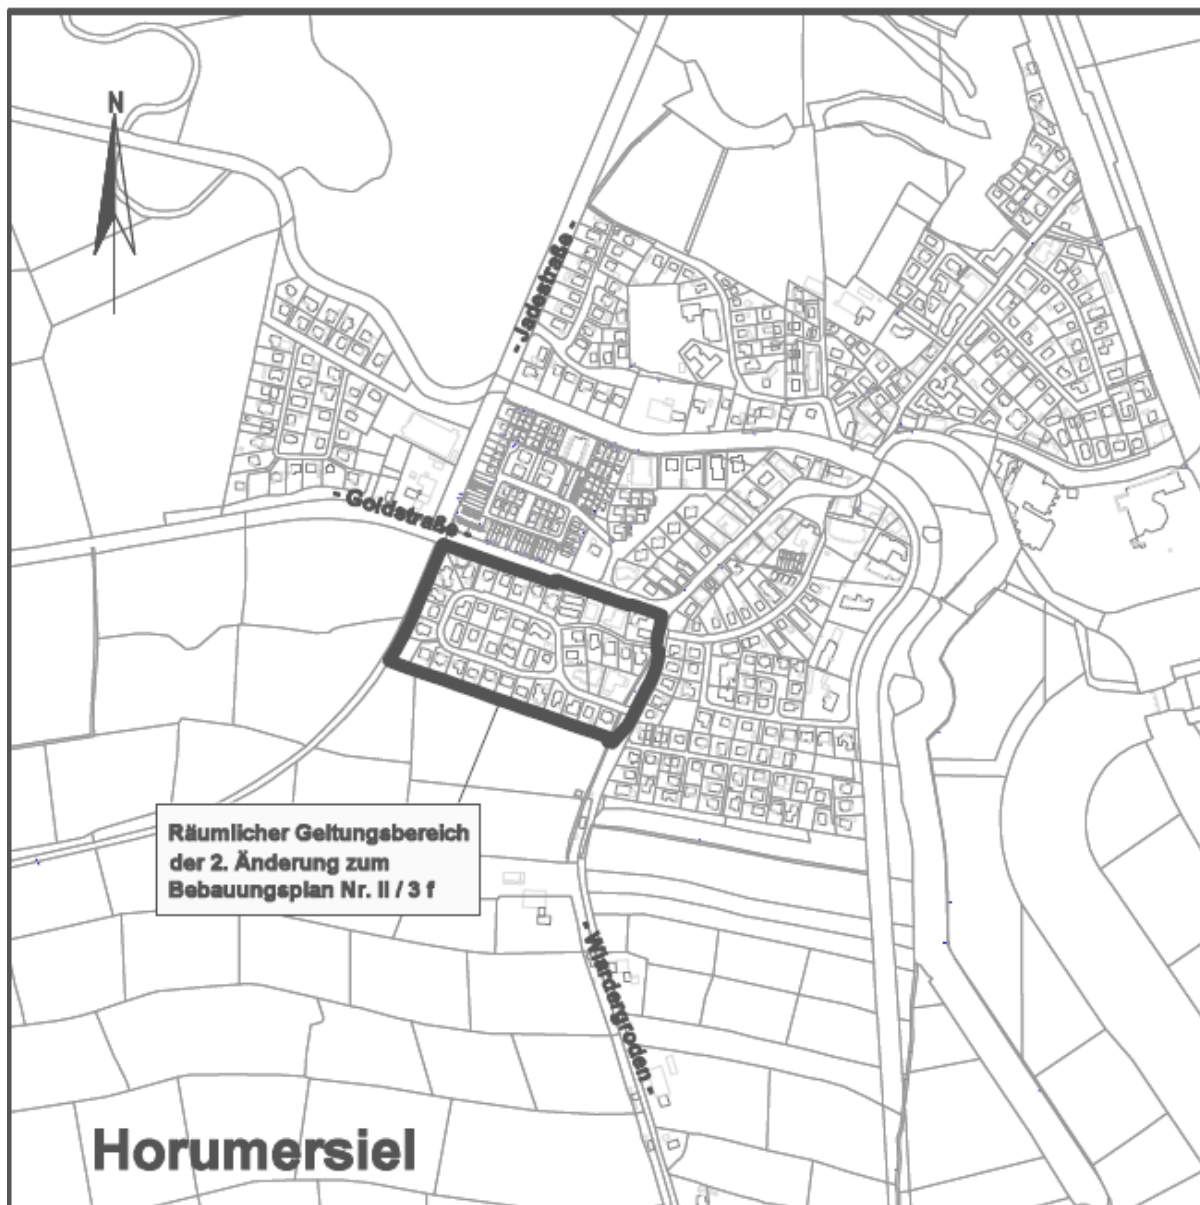 N
- Jadestraße -
- Goldstraße -
Räumlicher Geltungsbereich
der 2. Änderung zum
Bebauungsplan Nr. II / 3 f
- Wiardergroden -
Horumersiel